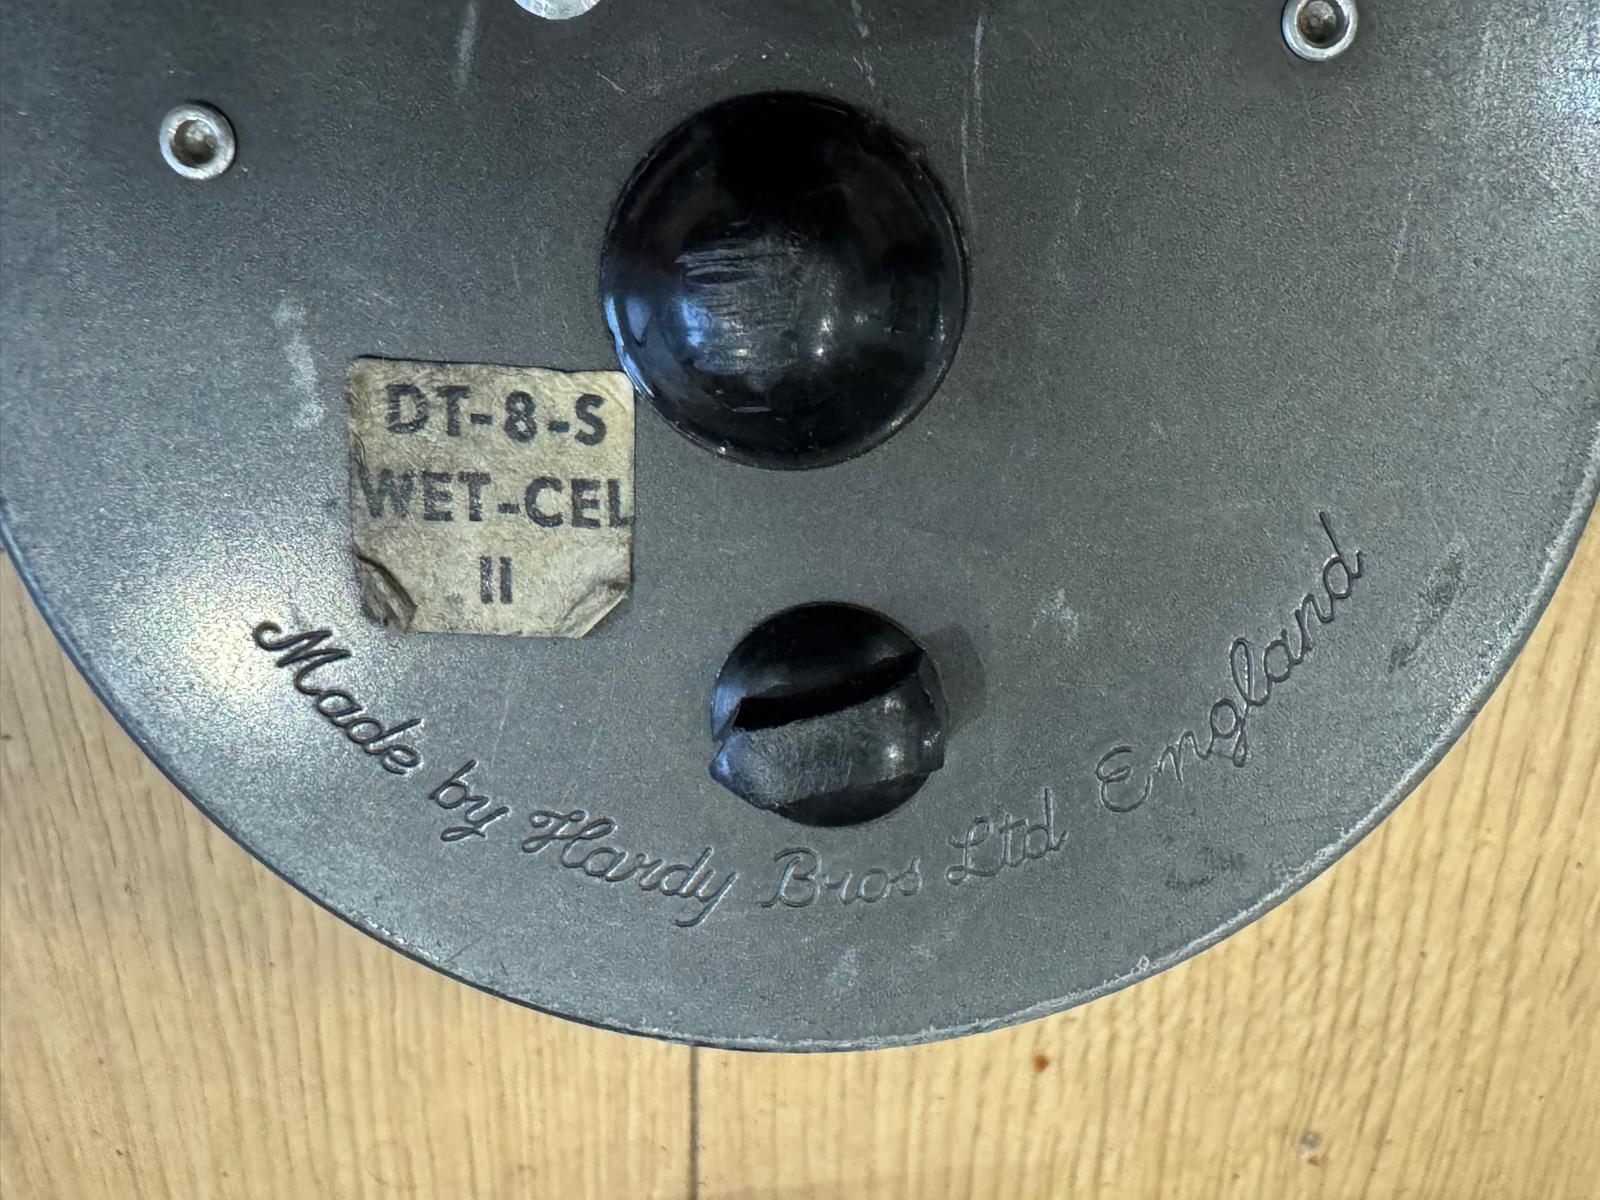 DT-8-S
WET-CEL
II
Made by Hardy Bros Ltd England